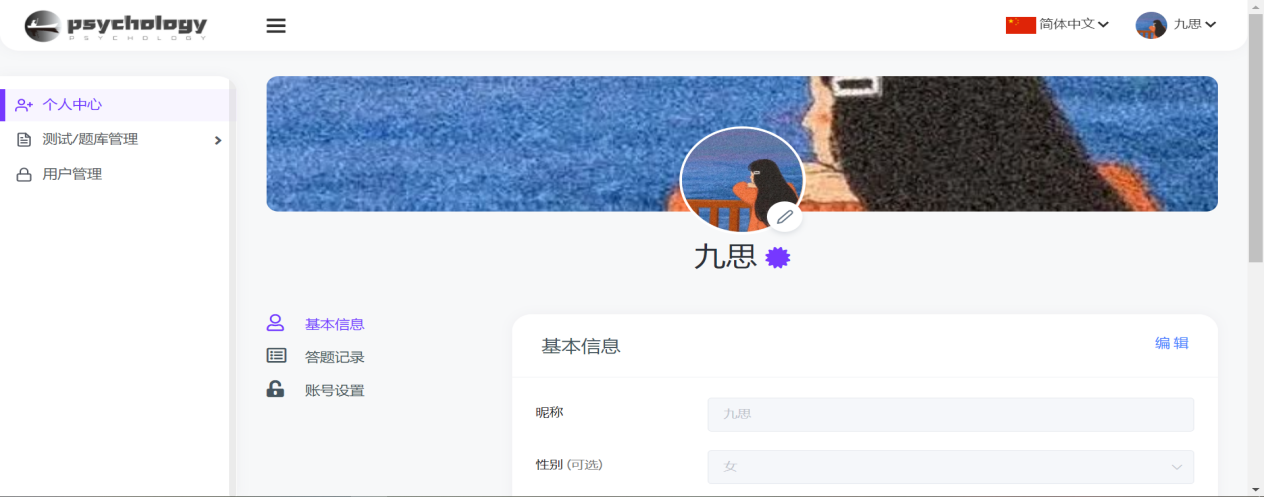 psychology
PSYCHOLOGY
简体中文
九思
个人中心
测试/题库管理
用户管理
九思
基本信息
答题记录
账号设置
基本信息
编辑
昵称
九思
性别 (可选)
女